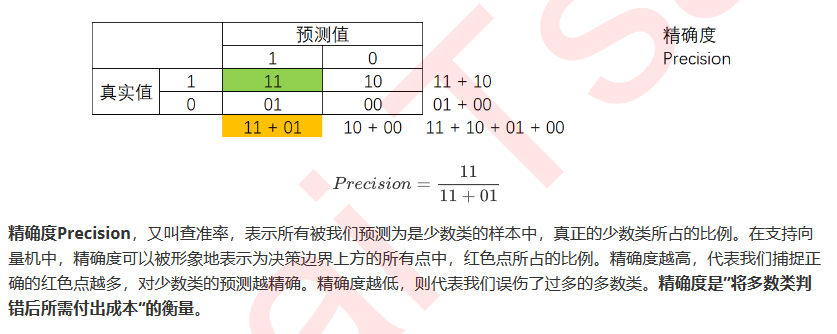 预测值
精确度
1 0
Precision
真实值 1 11 10 11 + 10
0 01 00 01 + 00
11 + 01 10 + 00 11 + 10 + 01 + 00
Precision = 11 / 11 + 01
精确度Precision，又叫查准率，表示所有被我们预测为是少数类的样本中，真正的少数类所占的比例。在支持向
量机中，精确度可以被形象地表示为决策边界上方的所有点中，红色点所占的比例。精确度越高，代表我们捕捉正
确的红色点越多，对少数类的预测越精确。精确度越低，则代表我们误伤了过多的多数类。精确度是”将多数类判
错后所需付出成本“的衡量。